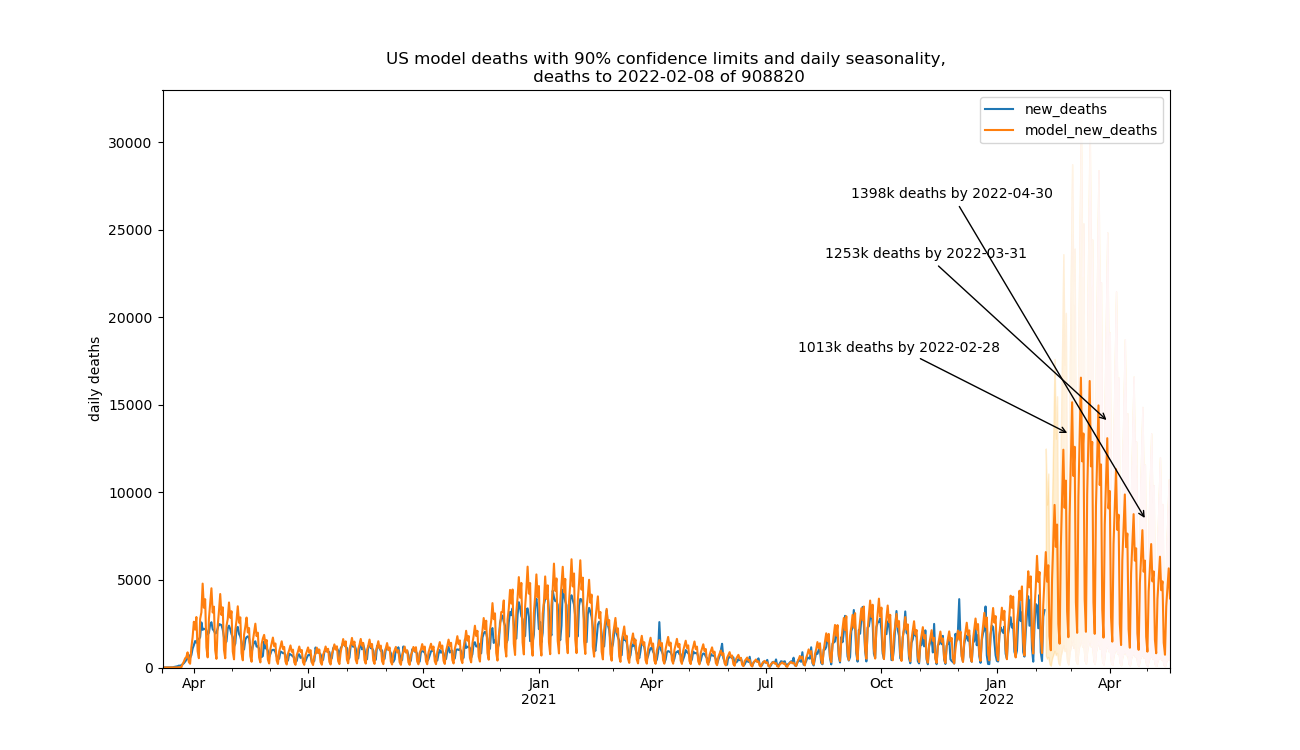 US model deaths with 90% confidence limits and daily seasonality,
deaths to 2022-02-08 of 908820
new_deaths
model_new_deaths
30000
25000
20000
15000
10000
5000
0
daily deaths
1398k deaths by 2022-04-30
1253k deaths by 2022-03-31
1013k deaths by 2022-02-28
Apr Jul Oct Jan Apr Jul Oct Jan Apr
2021 2022